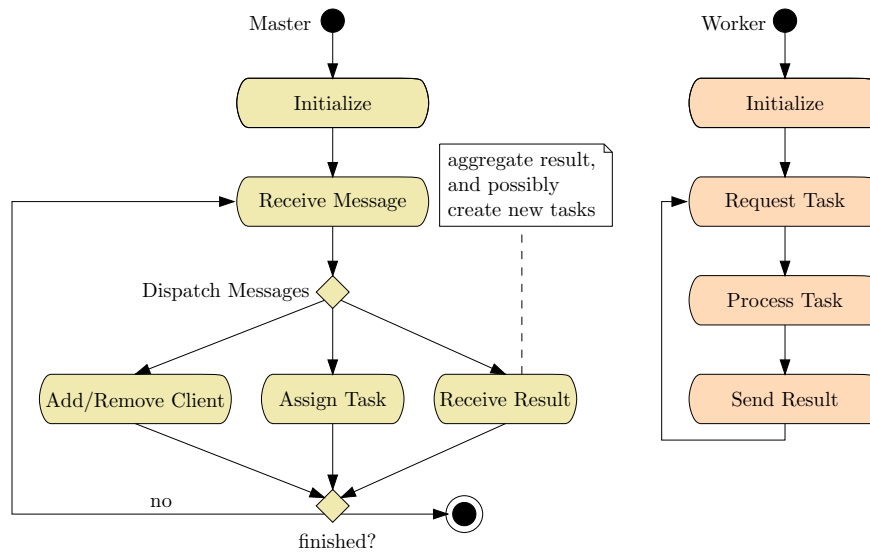 Master
Worker
Initialize
Initialize
aggregate result,
and possibly
create new tasks
Receive Message
Request Task
Dispatch Messages
Process Task
Add/Remove Client
Assign Task
Receive Result
Send Result
no
finished?